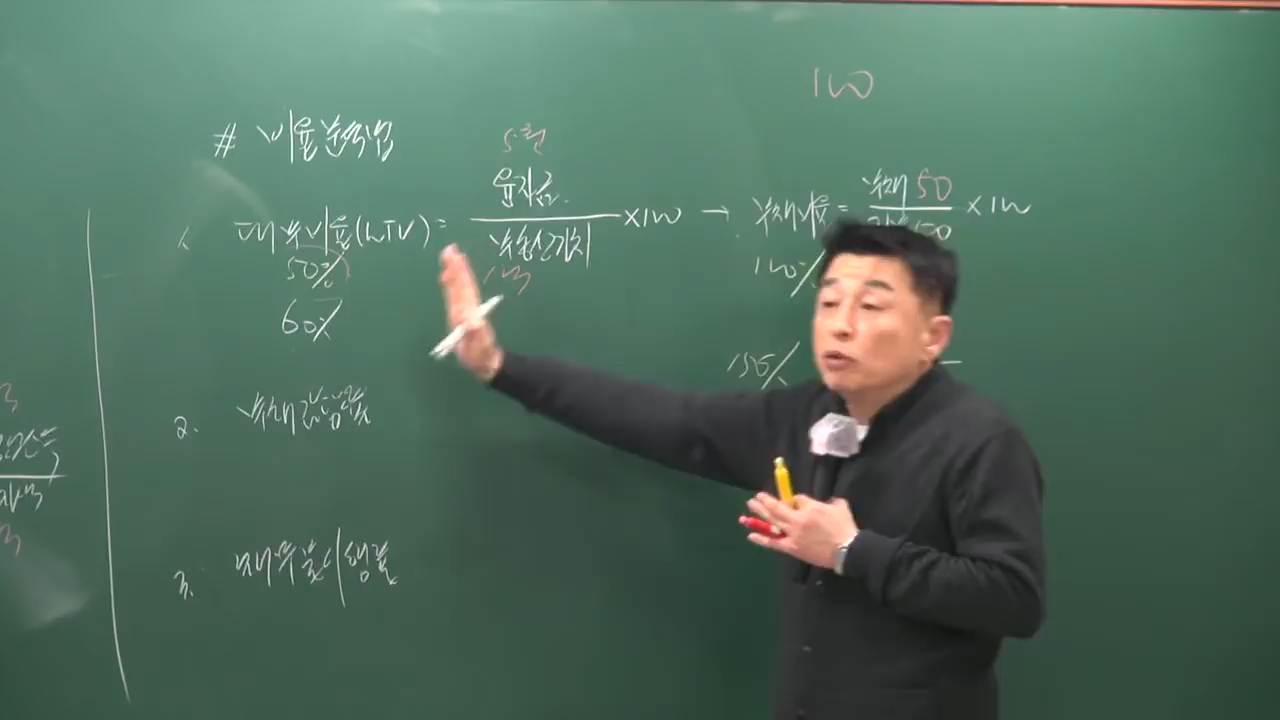 100
# 비율분석법
5천
1. 대부비율(LTV) = 융자금 / 부동산가치 ×100 → 부채비율 = 부채 50 / 50 ×100
1억
50%
100%
60%
150%
2. 부채감당률
3. 채무불이행률